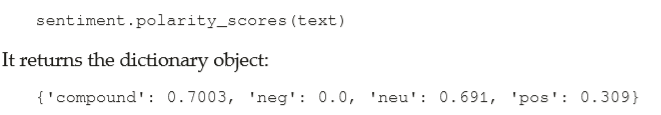 sentiment.polarity_scores(text)
It returns the dictionary object:
{'compound': 0.7003, 'neg': 0.0, 'neu': 0.691, 'pos': 0.309}